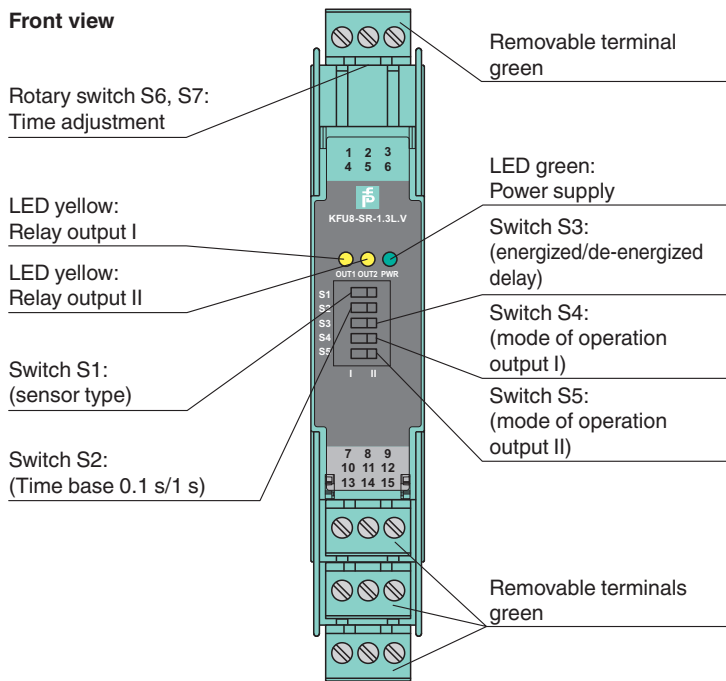 Front view
Removable terminal
green
Rotary switch S6, S7:
Time adjustment
1 2 3
4 5 6
LED green:
Power supply
KFU8-SR-1.3L.V
LED yellow:
Relay output I
Switch S3:
(energized/de-energized
delay)
LED yellow:
Relay output II
OUT1 OUT2 PWR
S1
S2
S3
S4
S5
I II
Switch S4:
(mode of operation
output I)
Switch S1:
(sensor type)
Switch S5:
(mode of operation
output II)
Switch S2:
(Time base 0.1 s/1 s)
7 8 9
10 11 12
13 14 15
Removable terminals
green